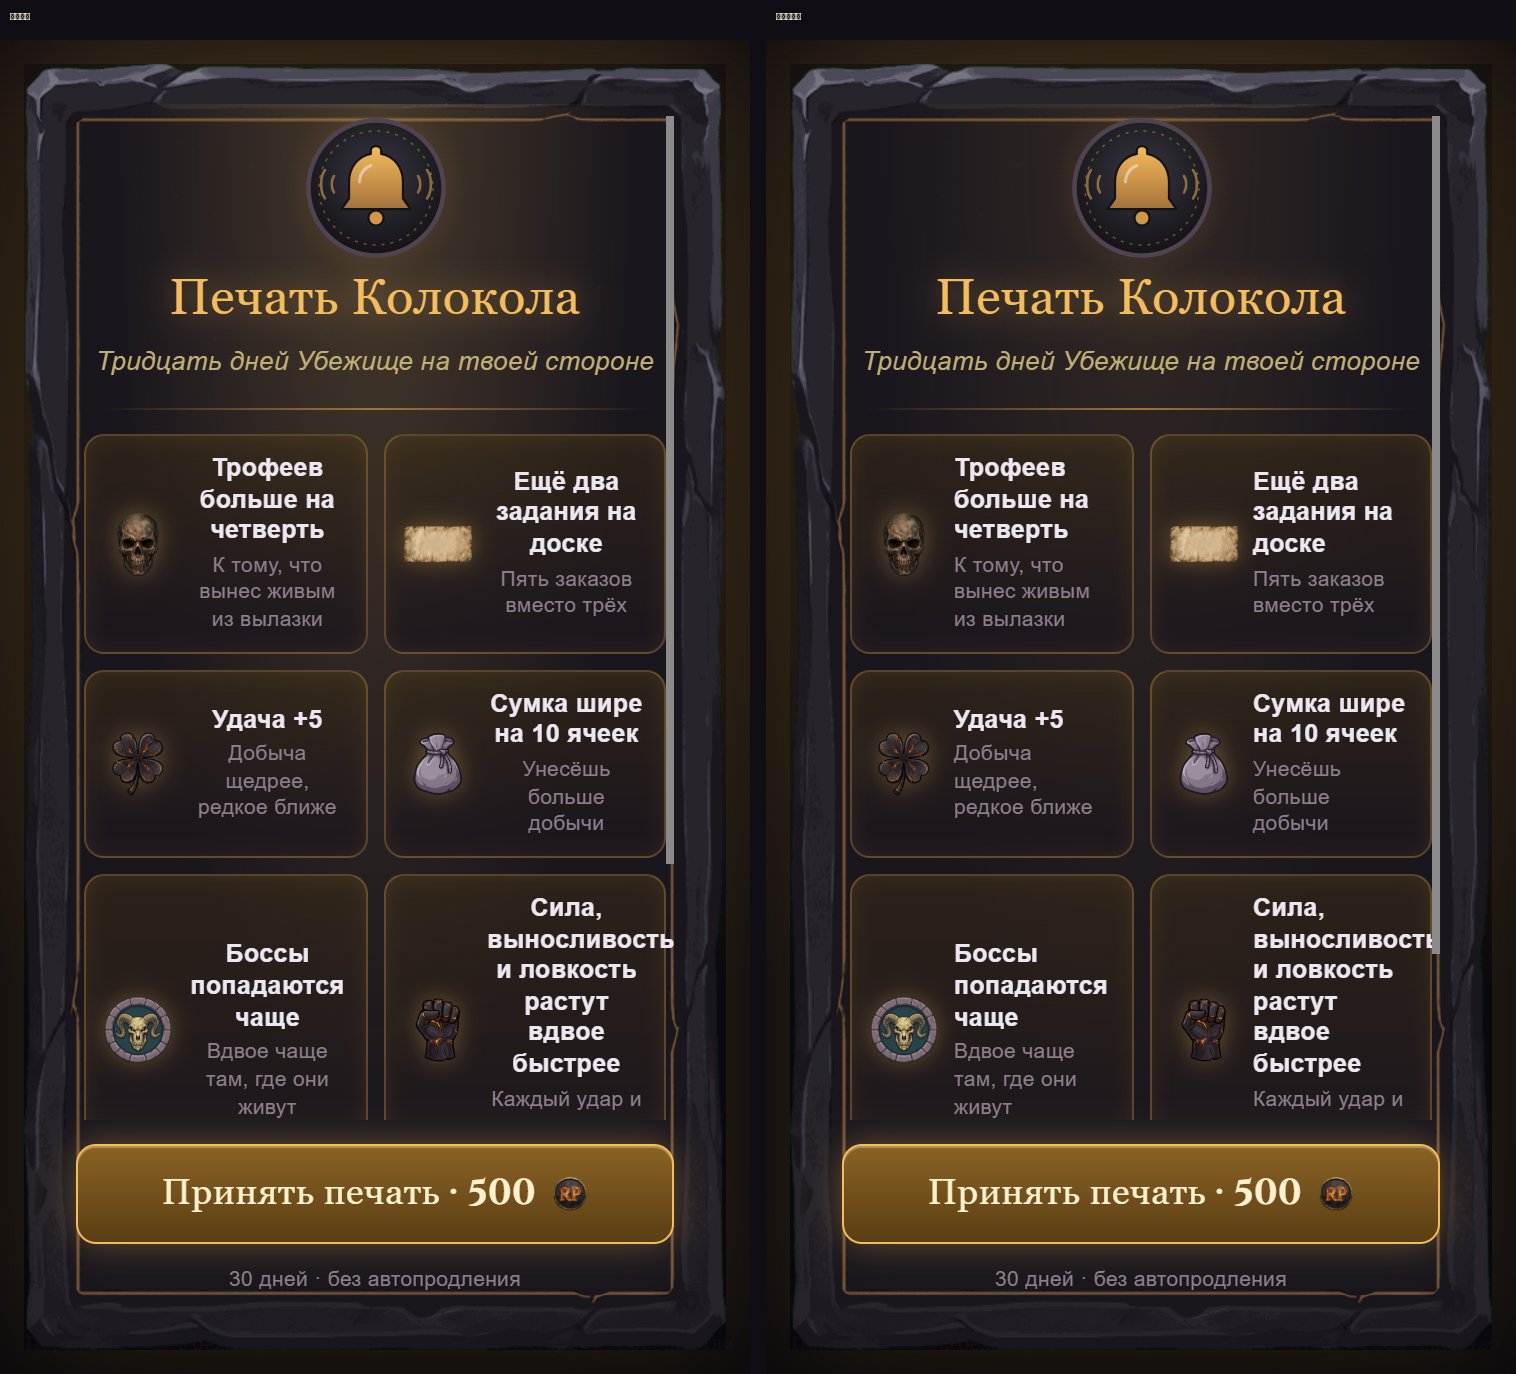 Печать Колокола
Тридцать дней Убежище на твоей стороне
Трофеев
больше на
четверть
К тому, что
вынес живым
из вылазки
Ещё два
задания на
доске
Пять заказов
вместо трёх
Удача +5
Добыча
щедрее,
редкое ближе
Сумка шире
на 10 ячеек
Унесёшь
больше
добычи
Боссы
попадаются
чаще
Вдвое чаще
там, где они
живут
Сила,
выносливость
и ловкость
растут
вдвое
быстрее
Каждый удар и
Принять печать · 500 RP
30 дней · без автопродления
Печать Колокола
Тридцать дней Убежище на твоей стороне
Трофеев
больше на
четверть
К тому, что
вынес живым
из вылазки
Ещё два
задания на
доске
Пять заказов
вместо трёх
Удача +5
Добыча
щедрее,
редкое ближе
Сумка шире
на 10 ячеек
Унесёшь
больше
добычи
Боссы
попадаются
чаще
Вдвое чаще
там, где они
живут
Сила,
выносливость
и ловкость
растут
вдвое
быстрее
Каждый удар и
Принять печать · 500 RP
30 дней · без автопродления